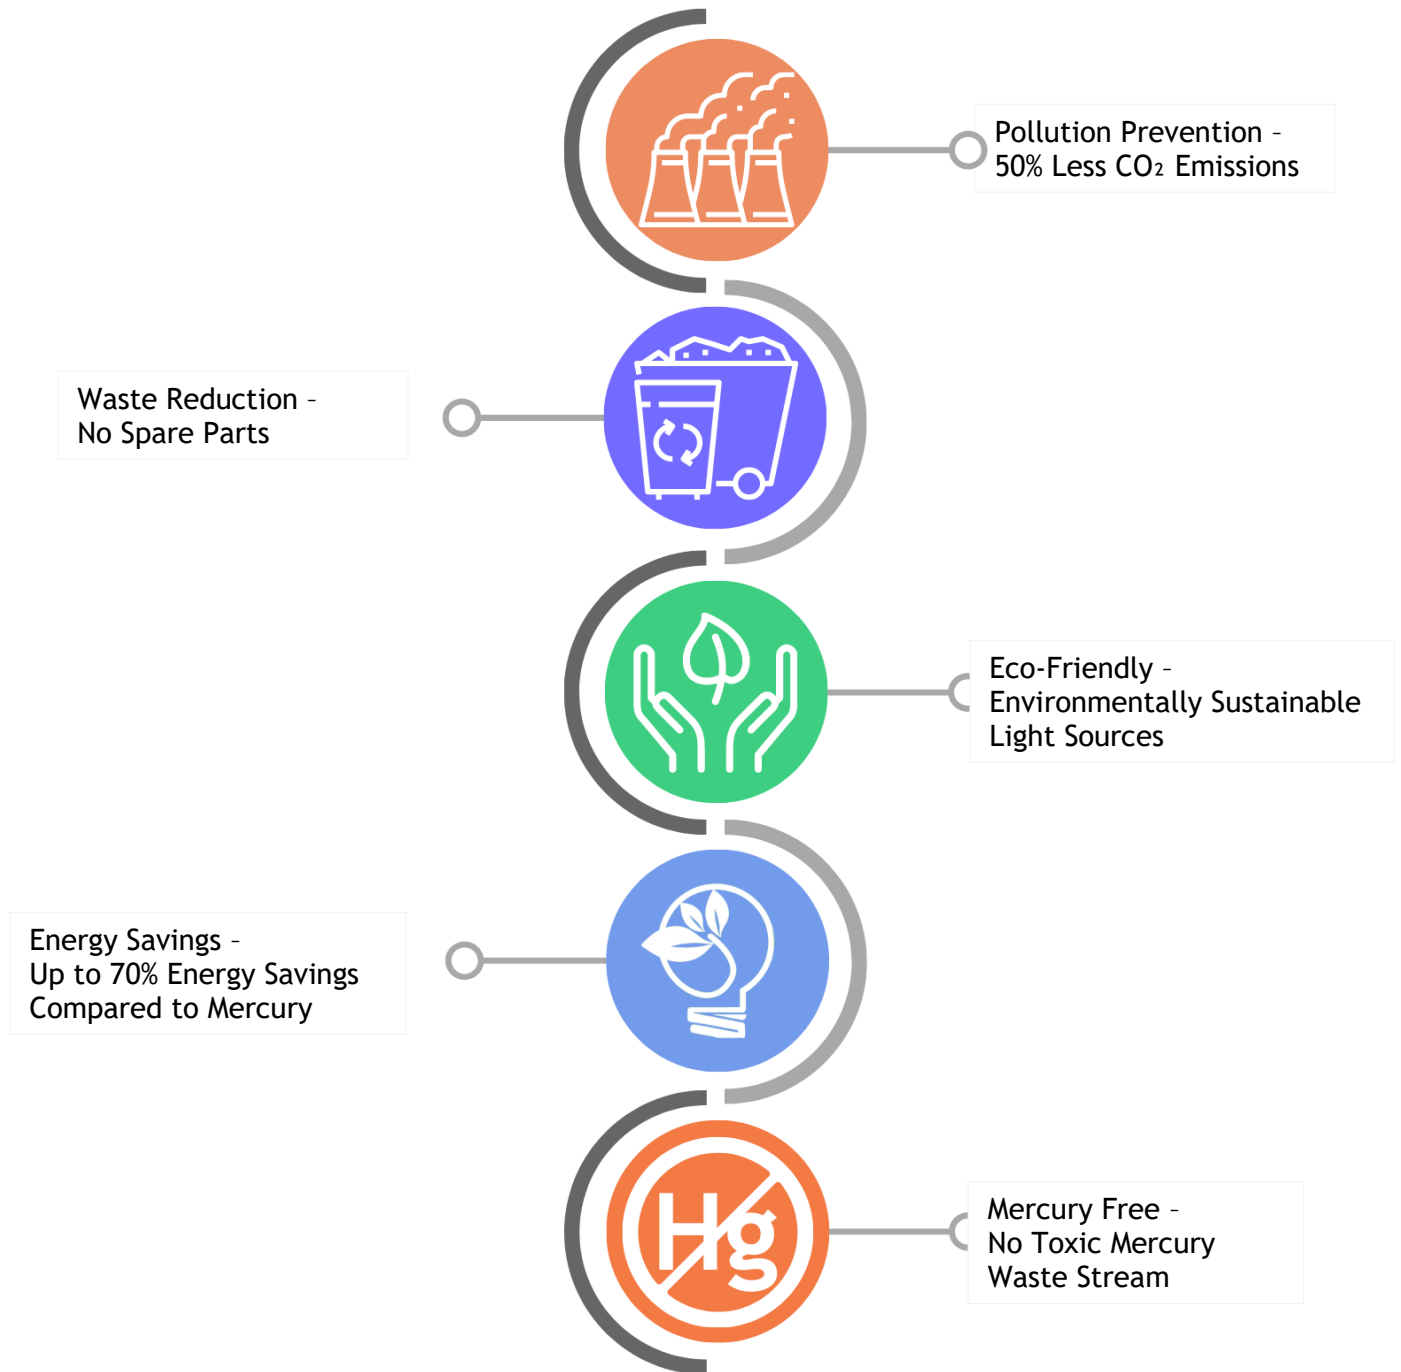 Pollution Prevention –
50% Less CO₂ Emissions
Waste Reduction –
No Spare Parts
Eco-Friendly –
Environmentally Sustainable
Light Sources
Energy Savings –
Up to 70% Energy Savings
Compared to Mercury
Hg
Mercury Free –
No Toxic Mercury
Waste Stream